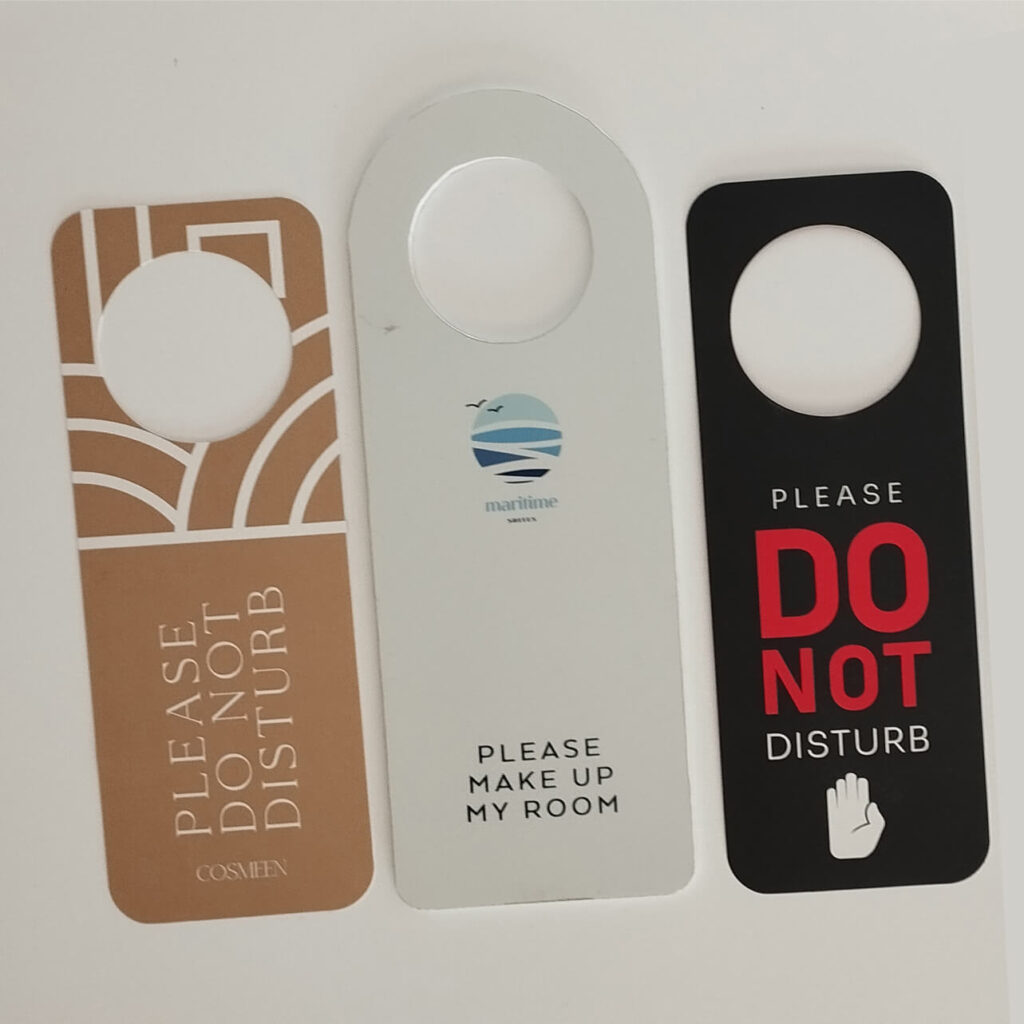 PLEASE
DO NOT
DISTURB
COSMEEN
maritime
PLEASE
MAKE UP
MY ROOM
PLEASE
DO
NOT
DISTURB